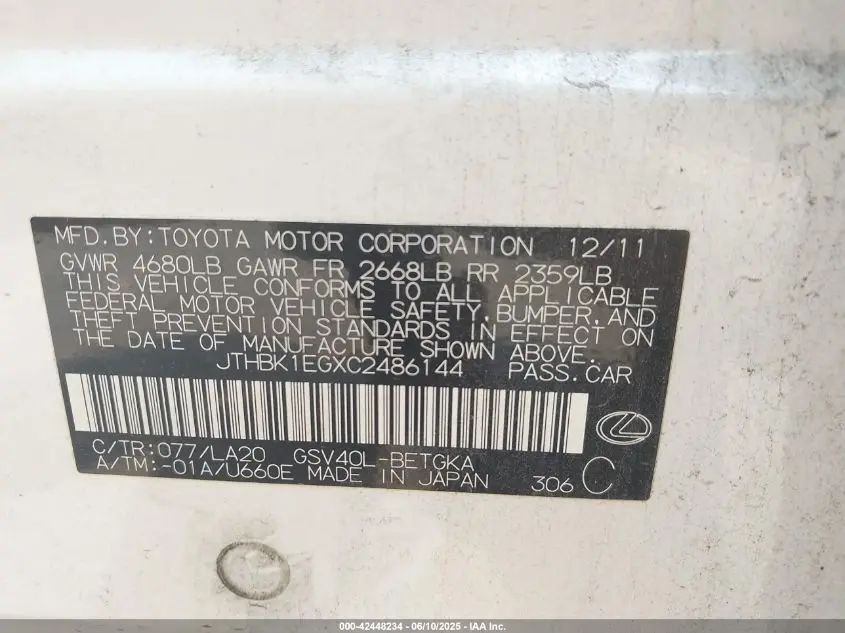 MFD.BY:TOYOTA MOTOR CORPORATION 12/11
GVWR 4680LB GAWR FR 2668LB RR 2359LB
THIS VEHICLE CONFORMS TO ALL APPLICABLE
FEDERAL MOTOR VEHICLE SAFETY,BUMPER,AND
THEFT PREVENTION STANDARDS IN EFFECT ON
THE DATE OF MANUFACTURE SHOWN ABOVE.
JTHBK1EGXC2486144 PASS.CAR
C/TR:077/LA20 GSV40L-BETGKA
A/TM:-01A/U660E MADE IN JAPAN 306 C
000-42448234 - 06/10/2025 - IAA Inc.